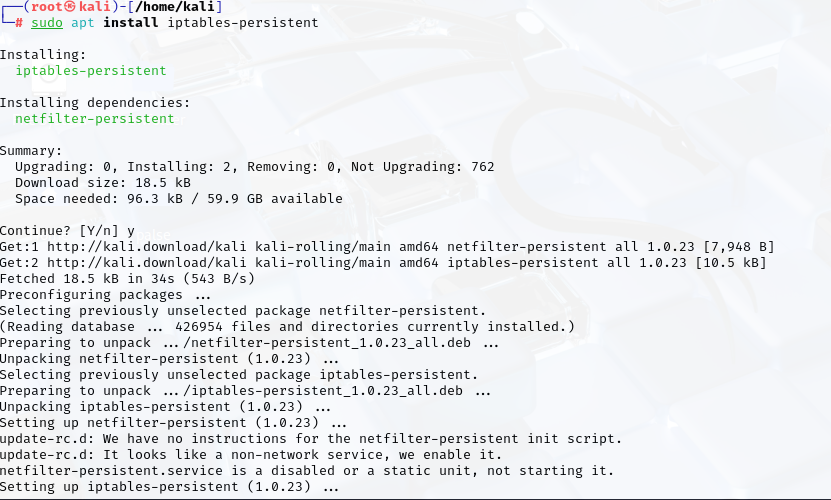 ┌──(root㉿kali)-[/home/kali]
└─# sudo apt install iptables-persistent
Installing:
iptables-persistent
Installing dependencies:
netfilter-persistent
Summary:
Upgrading: 0, Installing: 2, Removing: 0, Not Upgrading: 762
Download size: 18.5 kB
Space needed: 96.3 kB / 59.9 GB available
Continue? [Y/n] y
Get:1 http://kali.download/kali kali-rolling/main amd64 netfilter-persistent all 1.0.23 [7,948 B]
Get:2 http://kali.download/kali kali-rolling/main amd64 iptables-persistent all 1.0.23 [10.5 kB]
Fetched 18.5 kB in 34s (543 B/s)
Preconfiguring packages ...
Selecting previously unselected package netfilter-persistent.
(Reading database ... 426954 files and directories currently installed.)
Preparing to unpack .../netfilter-persistent_1.0.23_all.deb ...
Unpacking netfilter-persistent (1.0.23) ...
Selecting previously unselected package iptables-persistent.
Preparing to unpack .../iptables-persistent_1.0.23_all.deb ...
Unpacking iptables-persistent (1.0.23) ...
Setting up netfilter-persistent (1.0.23) ...
update-rc.d: We have no instructions for the netfilter-persistent init script.
update-rc.d: It looks like a non-network service, we enable it.
netfilter-persistent.service is a disabled or a static unit, not starting it.
Setting up iptables-persistent (1.0.23) ...